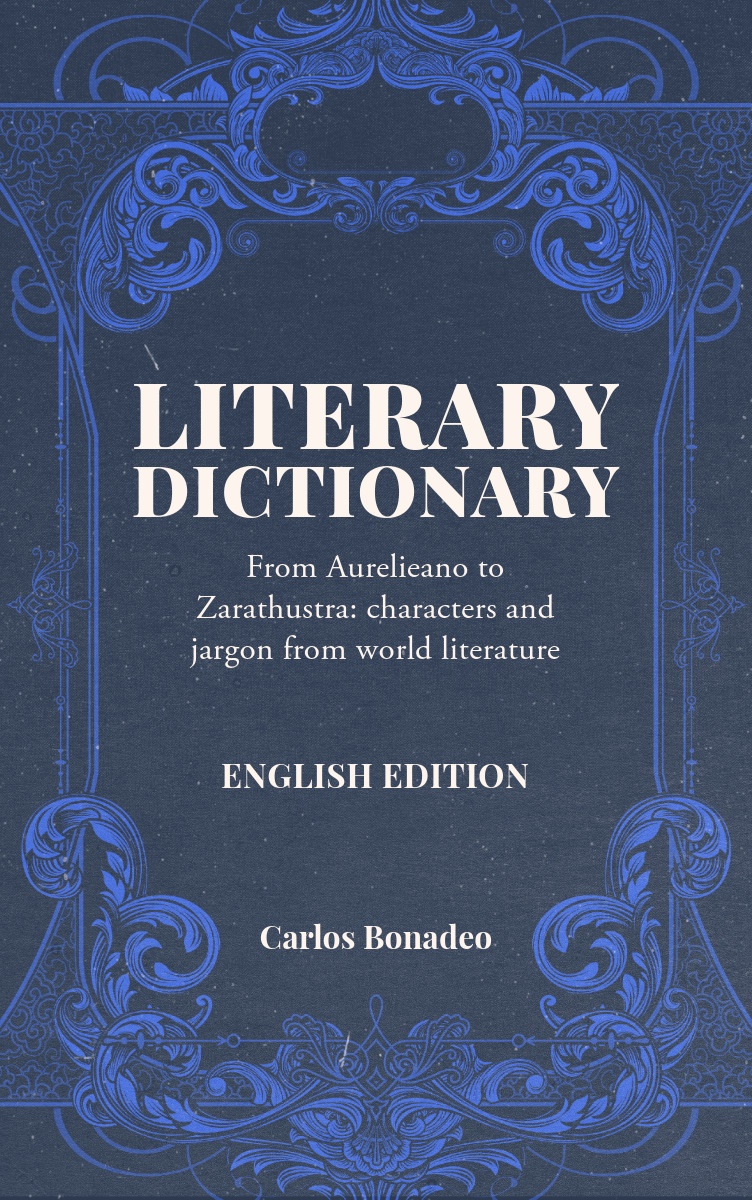 LITERARY
DICTIONARY
From Aurelieano to
Zarathustra: characters and
jargon from world literature
ENGLISH EDITION
Carlos Bonadeo